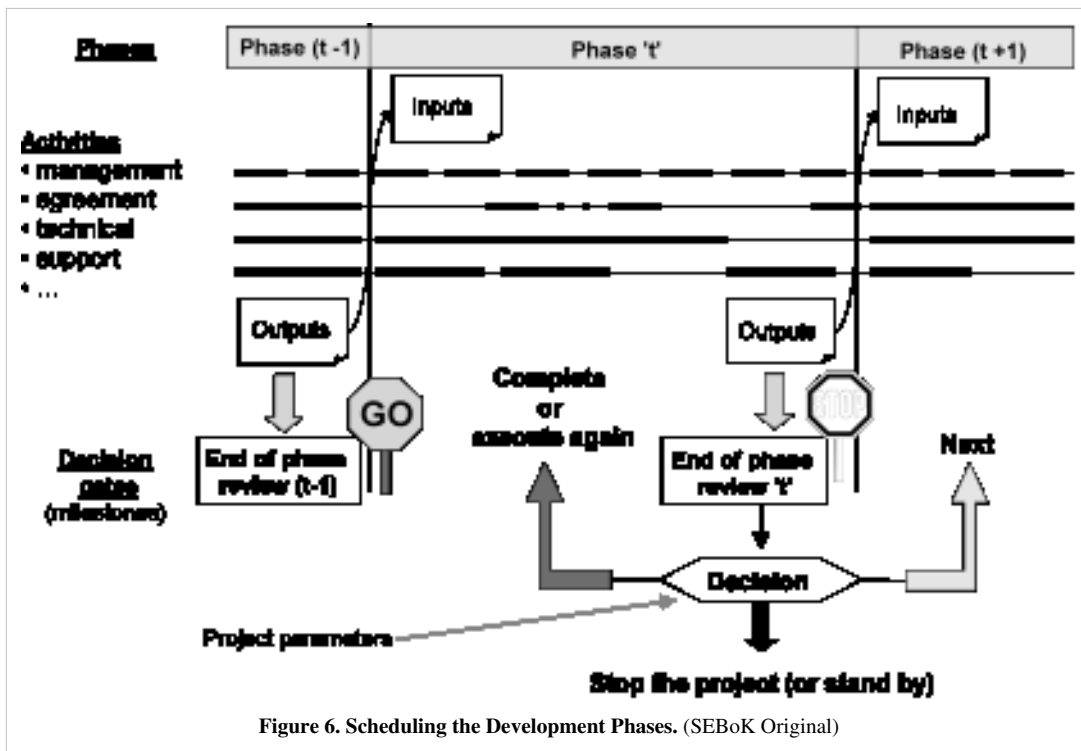 Phases
Phase (t -1)
Phase 't'
Phase (t +1)
Inputs
Inputs
Activities
• management
• agreement
• technical
• support
• ...
Outputs
Outputs
GO
STOP
Complete
or
execute again
Next
Decision
gates
(milestones)
End of phase
review (t-1)
End of phase
review 't'
Decision
Project parameters
Stop the project (or stand by)
Figure 6. Scheduling the Development Phases. (SEBoK Original)